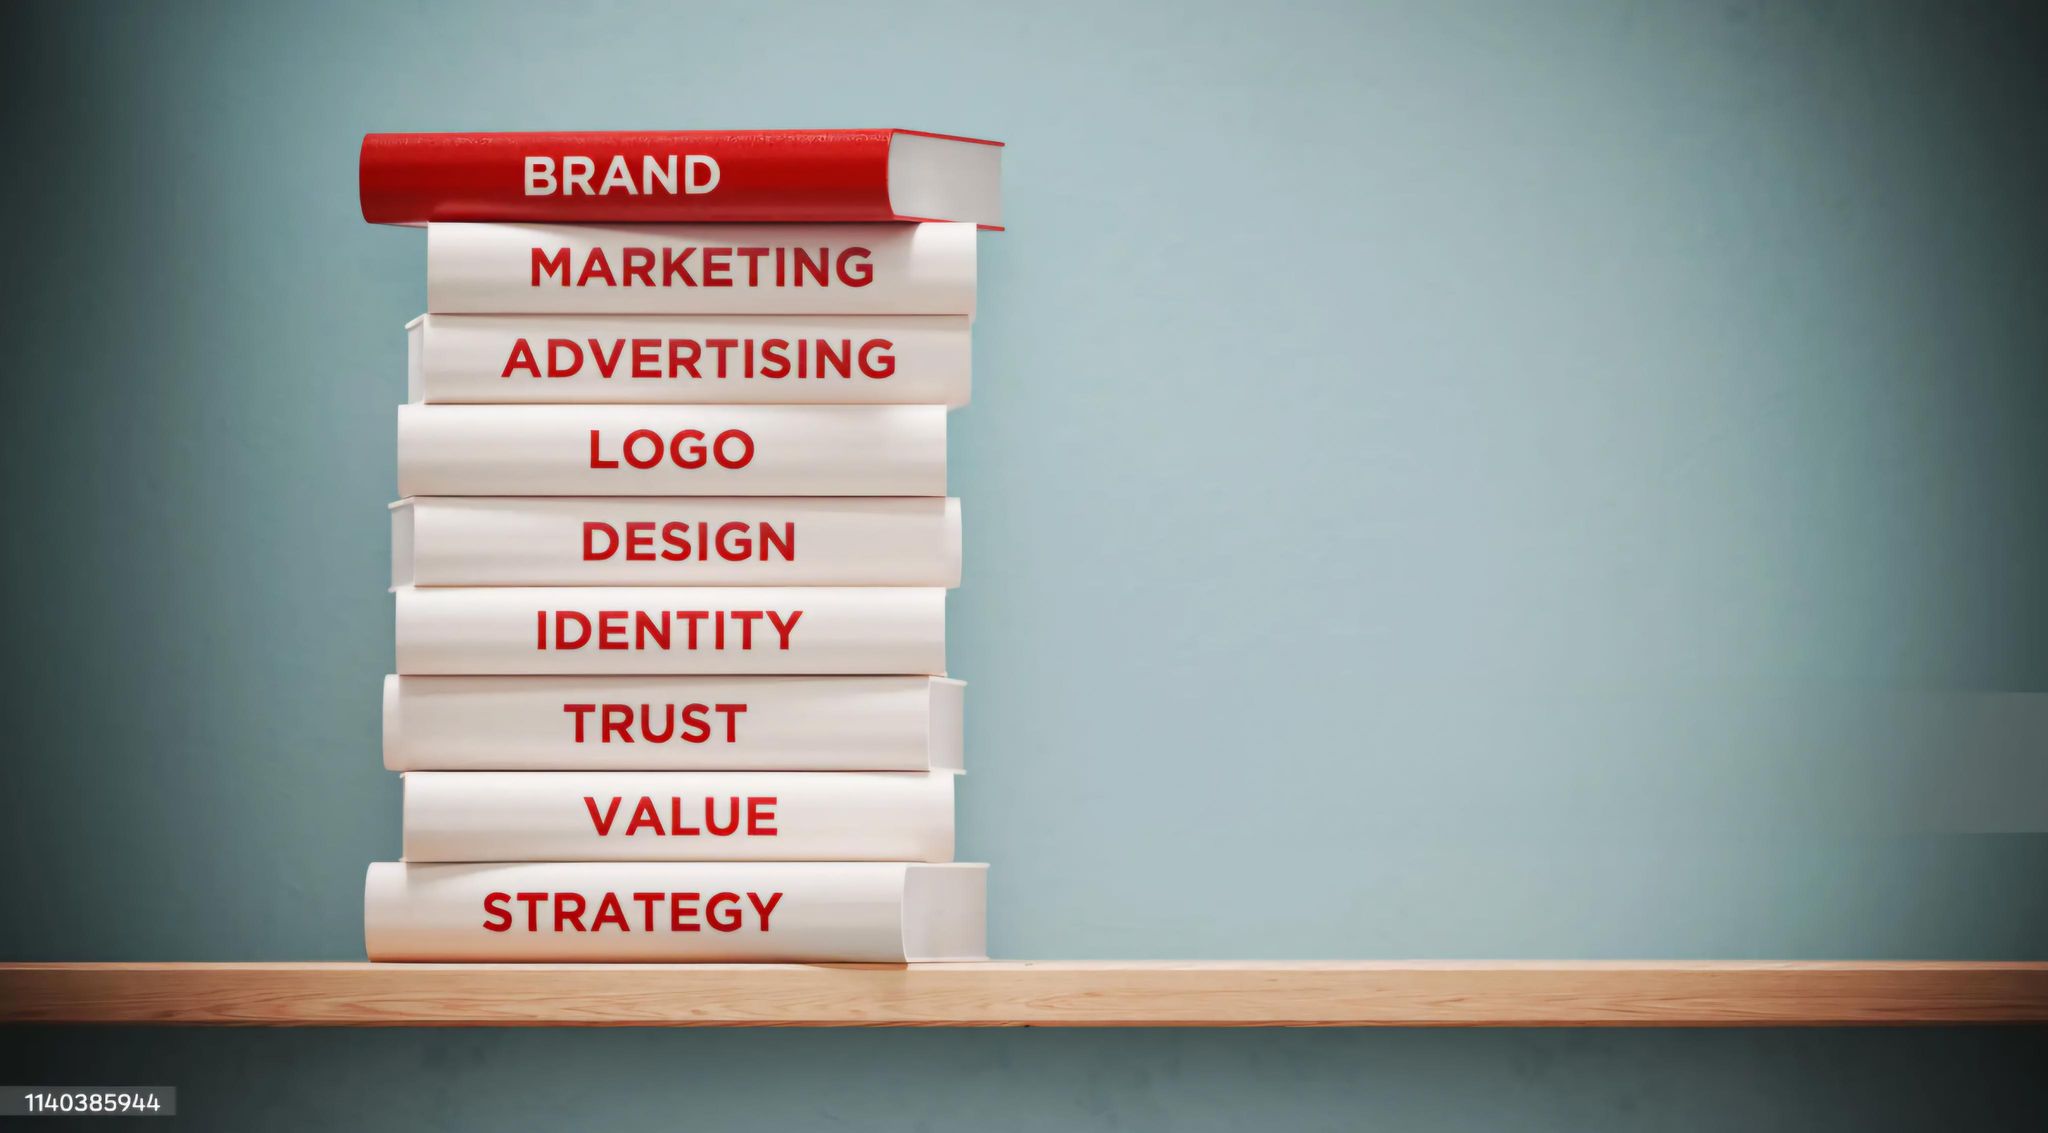 BRAND
MARKETING
ADVERTISING
LOGO
DESIGN
IDENTITY
TRUST
VALUE
STRATEGY
1140385944